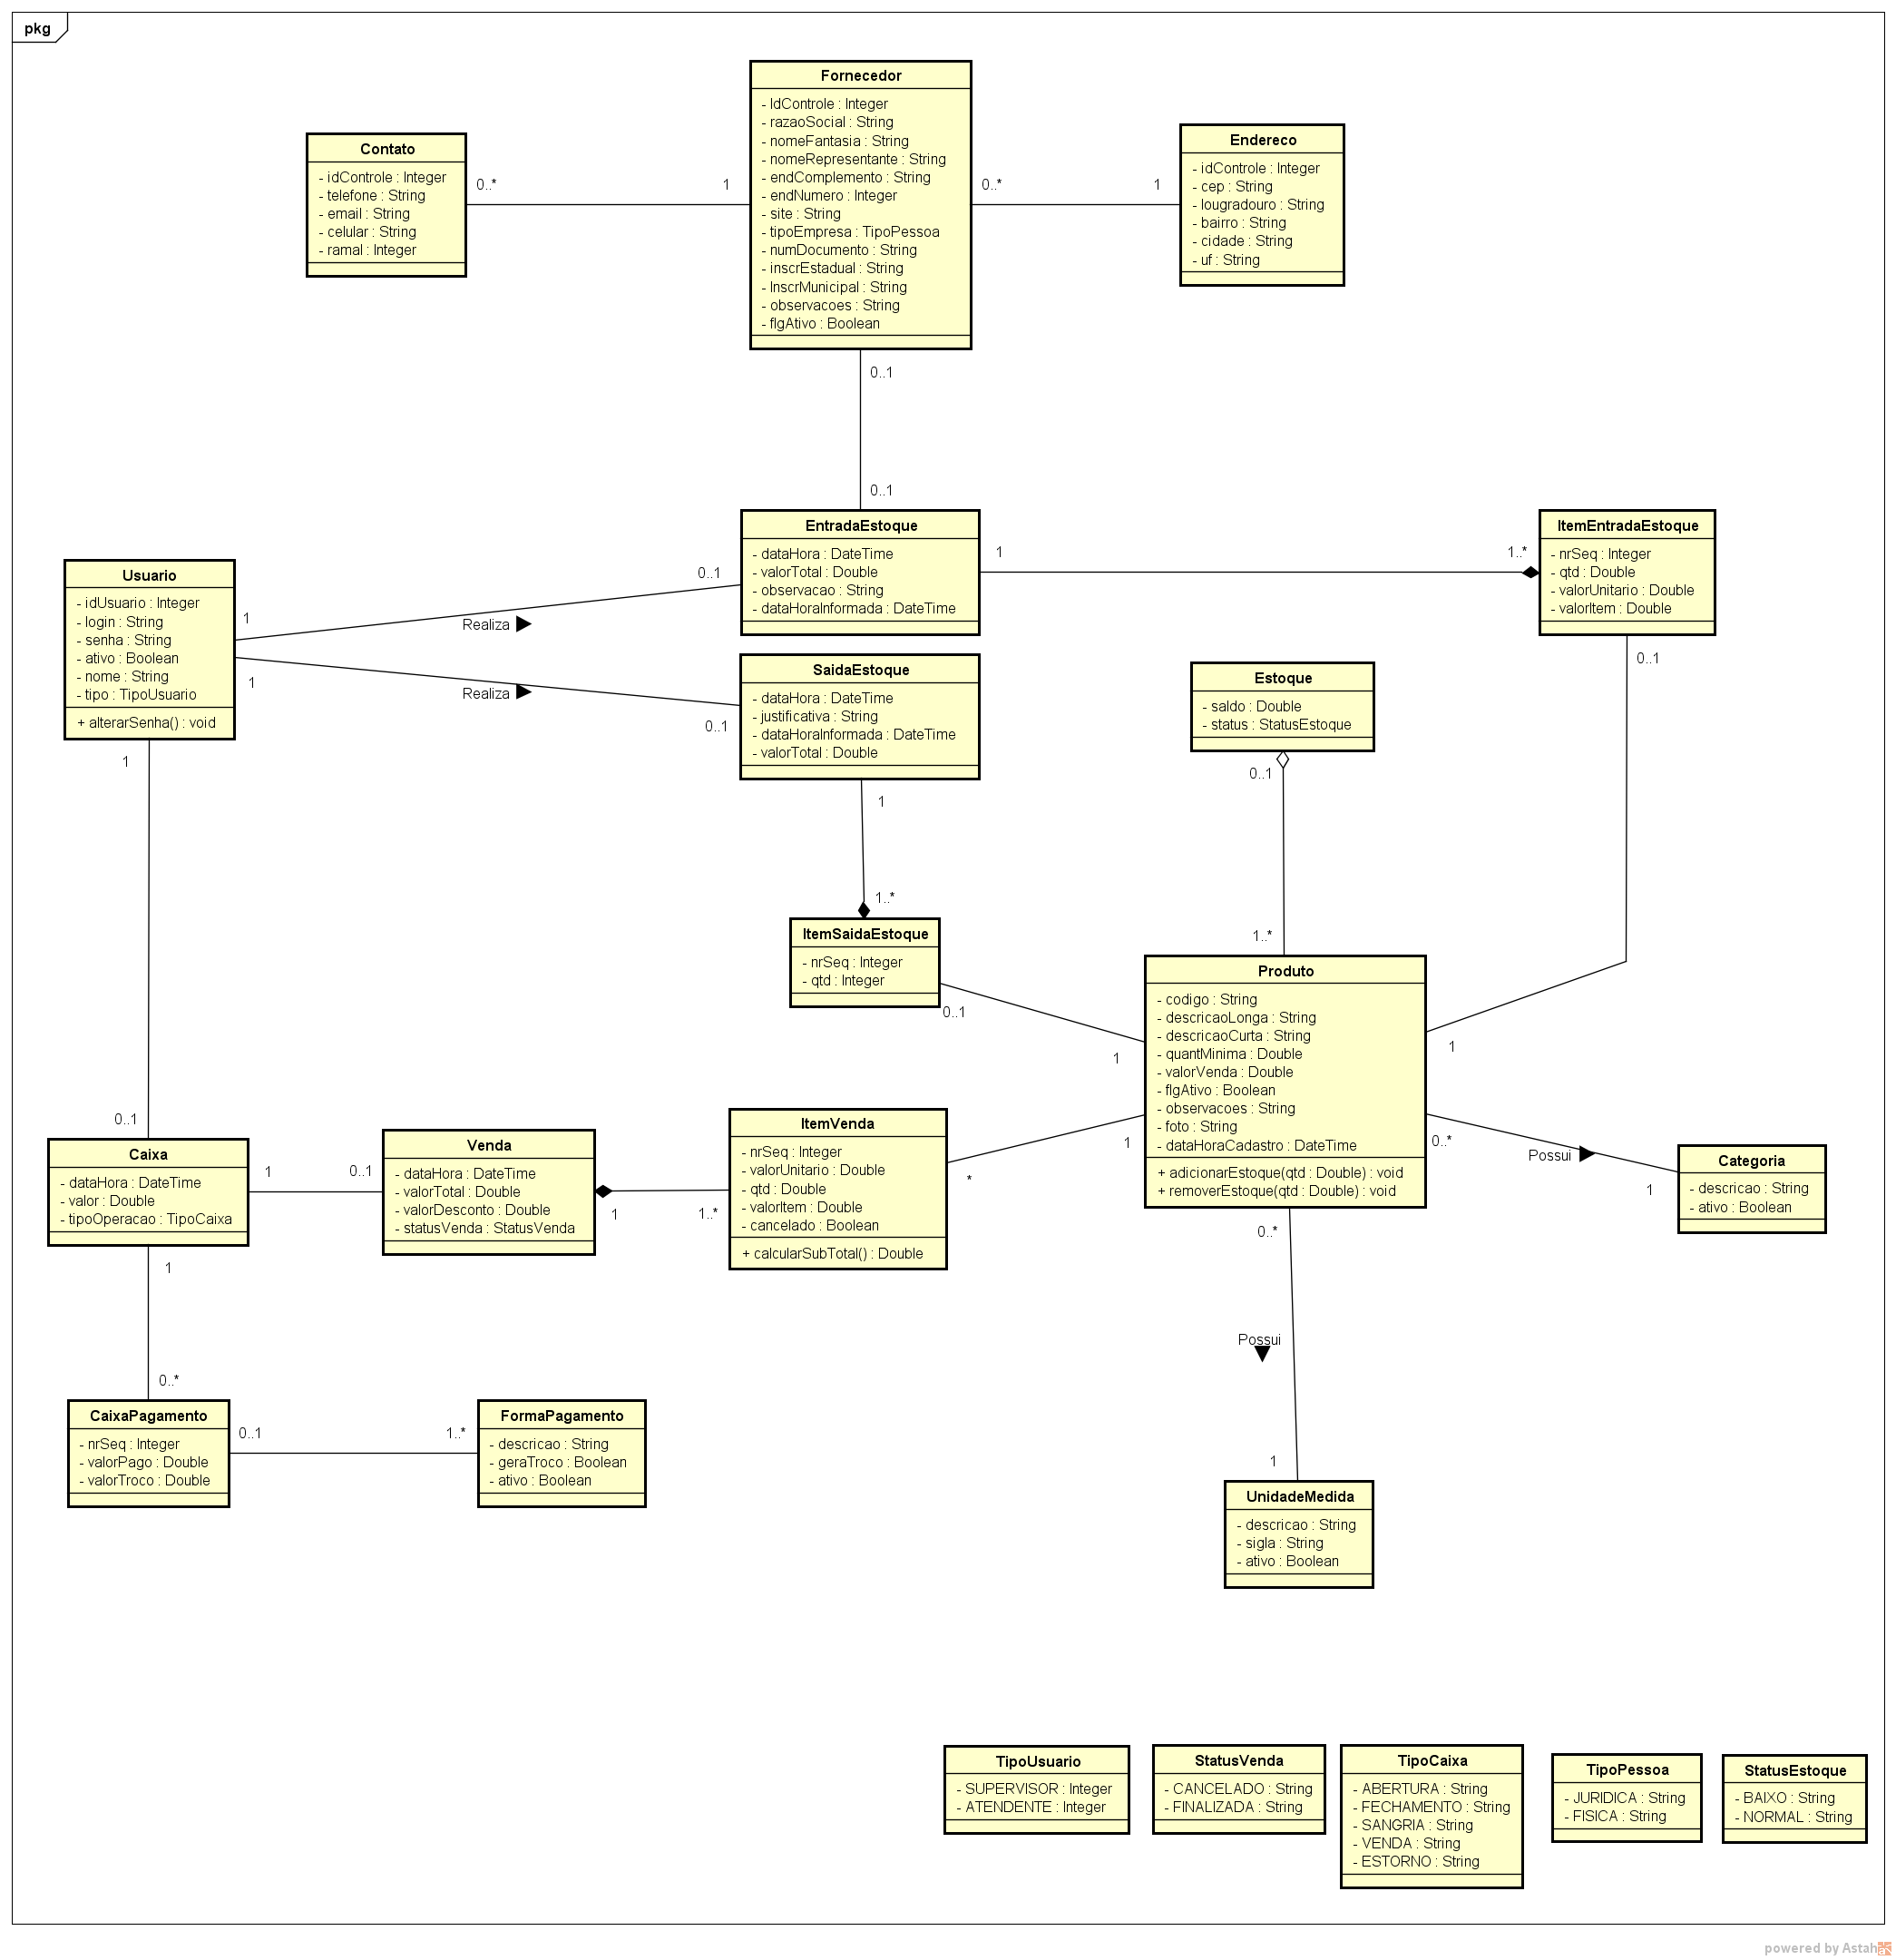 pkg
Fornecedor
- IdControle : Integer
- razaoSocial : String
- nomeFantasia : String
- nomeRepresentante : String
- endComplemento : String
- endNumero : Integer
- site : String
- tipoEmpresa : TipoPessoa
- numDocumento : String
- inscrEstadual : String
- InscrMunicipal : String
- observacoes : String
- flgAtivo : Boolean
Contato
- idControle : Integer
- telefone : String
- email : String
- celular : String
- ramal : Integer
0..*
1
Endereco
- idControle : Integer
- cep : String
- lougradouro : String
- bairro : String
- cidade : String
- uf : String
0..*
1
0..1
0..1
EntradaEstoque
- dataHora : DateTime
- valorTotal : Double
- observacao : String
- dataHoraInformada : DateTime
1
1..*
ItemEntradaEstoque
- nrSeq : Integer
- qtd : Double
- valorUnitario : Double
- valorItem : Double
Usuario
- idUsuario : Integer
- login : String
- senha : String
- ativo : Boolean
- nome : String
- tipo : TipoUsuario
+ alterarSenha() : void
1
0..1
Realiza
1
0..1
Realiza
SaidaEstoque
- dataHora : DateTime
- justificativa : String
- dataHoraInformada : DateTime
- valorTotal : Double
Estoque
- saldo : Double
- status : StatusEstoque
0..1
0..1
1..*
1
1
1..*
ItemSaidaEstoque
- nrSeq : Integer
- qtd : Integer
0..1
1
Produto
- codigo : String
- descricaoLonga : String
- descricaoCurta : String
- quantMinima : Double
- valorVenda : Double
- flgAtivo : Boolean
- observacoes : String
- foto : String
- dataHoraCadastro : DateTime
+ adicionarEstoque(qtd : Double) : void
+ removerEstoque(qtd : Double) : void
1
0..1
Caixa
- dataHora : DateTime
- valor : Double
- tipoOperacao : TipoCaixa
1
0..1
Venda
- dataHora : DateTime
- valorTotal : Double
- valorDesconto : Double
- statusVenda : StatusVenda
1
1..*
ItemVenda
- nrSeq : Integer
- valorUnitario : Double
- qtd : Double
- valorItem : Double
- cancelado : Boolean
+ calcularSubTotal() : Double
*
1
0..*
Possui
1
Categoria
- descricao : String
- ativo : Boolean
0..*
Possui
1
UnidadeMedida
- descricao : String
- sigla : String
- ativo : Boolean
1
0..*
CaixaPagamento
- nrSeq : Integer
- valorPago : Double
- valorTroco : Double
0..1
1..*
FormaPagamento
- descricao : String
- geraTroco : Boolean
- ativo : Boolean
TipoUsuario
- SUPERVISOR : Integer
- ATENDENTE : Integer
StatusVenda
- CANCELADO : String
- FINALIZADA : String
TipoCaixa
- ABERTURA : String
- FECHAMENTO : String
- SANGRIA : String
- VENDA : String
- ESTORNO : String
TipoPessoa
- JURIDICA : String
- FISICA : String
StatusEstoque
- BAIXO : String
- NORMAL : String
powered by Astah